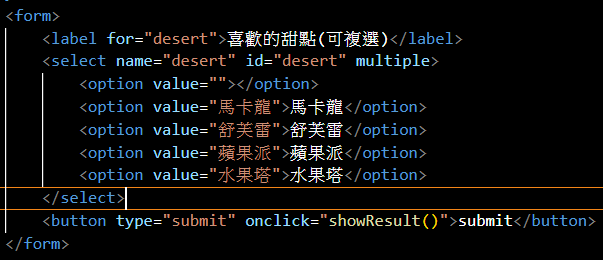 <form>
<label for="desert">喜歡的甜點(可複選)</label>
<select name="desert" id="desert" multiple>
<option value=""></option>
<option value="馬卡龍">馬卡龍</option>
<option value="舒芙雷">舒芙雷</option>
<option value="蘋果派">蘋果派</option>
<option value="水果塔">水果塔</option>
</select>
<button type="submit" onclick="showResult()">submit</button>
</form>